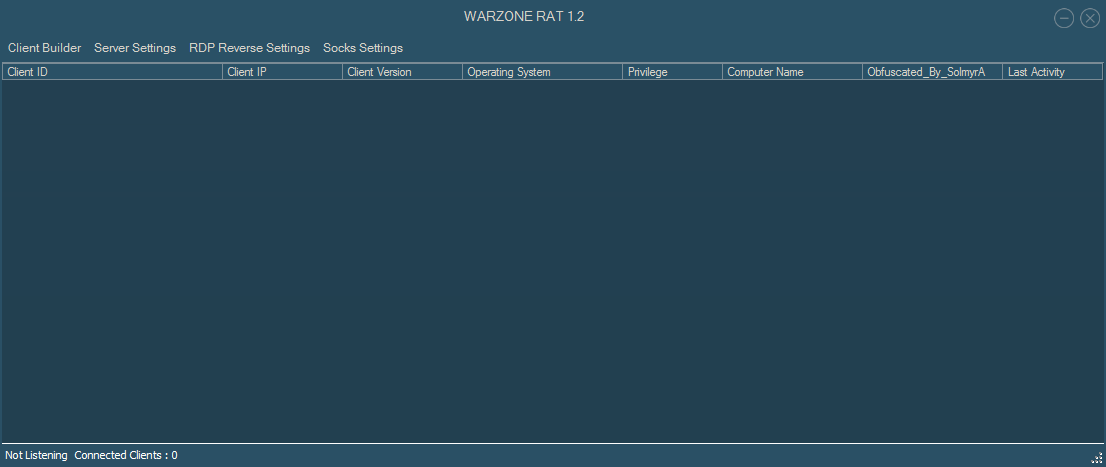 WARZONE RAT 1.2
Client Builder Server Settings RDP Reverse Settings Socks Settings
Client ID Client IP Client Version Operating System Privilege Computer Name Obfuscated_By_SolmyrA Last Activity
Not Listening Connected Clients : 0